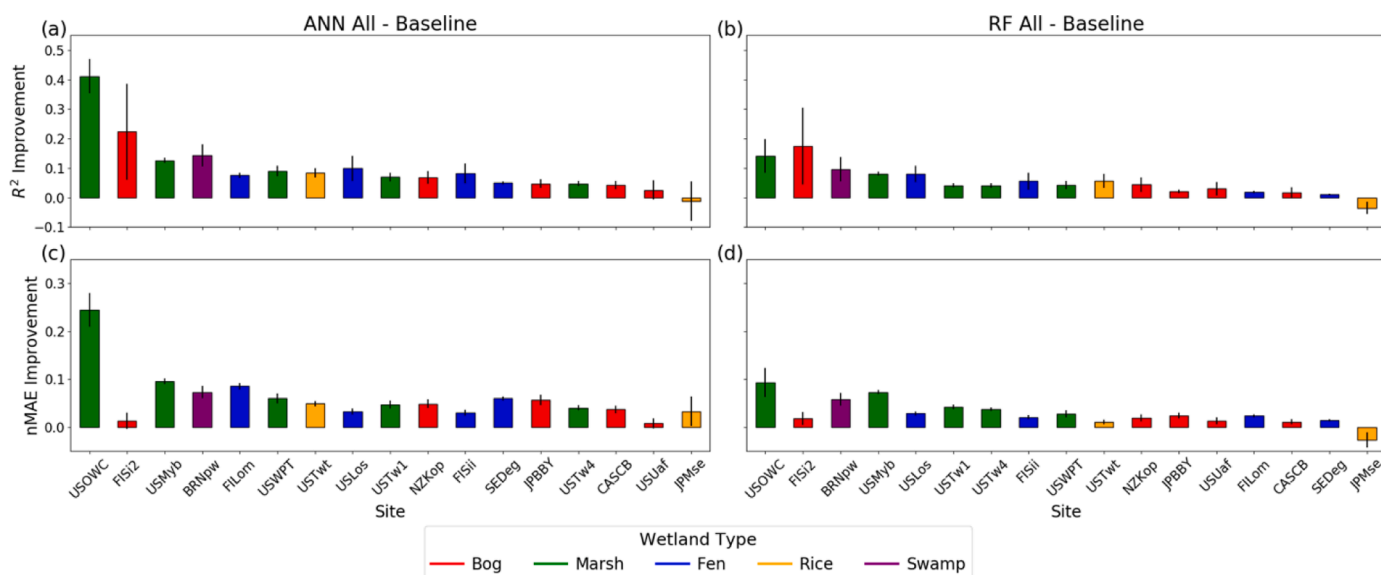 ANN All - Baseline
RF All - Baseline
(a)
(b)
0.5
0.4
0.3
0.2
0.1
0.0
−0.1
R² Improvement
(c)
(d)
0.3
0.2
0.1
0.0
nMAE Improvement
USOWC FISi2 USMyb BRNpw FILom USWPT USTwt USLos USTw1 NZKop FISii SEDeg JPBBY USTw4 CASCB USUaf JPMse
USOWC FISi2 BRNpw USMyb USLos USTw1 USTw4 FISii USWPT USTwt NZKop JPBBY USUaf FILom CASCB SEDeg JPMse
Site
Site
Wetland Type
Bog Marsh Fen Rice Swamp